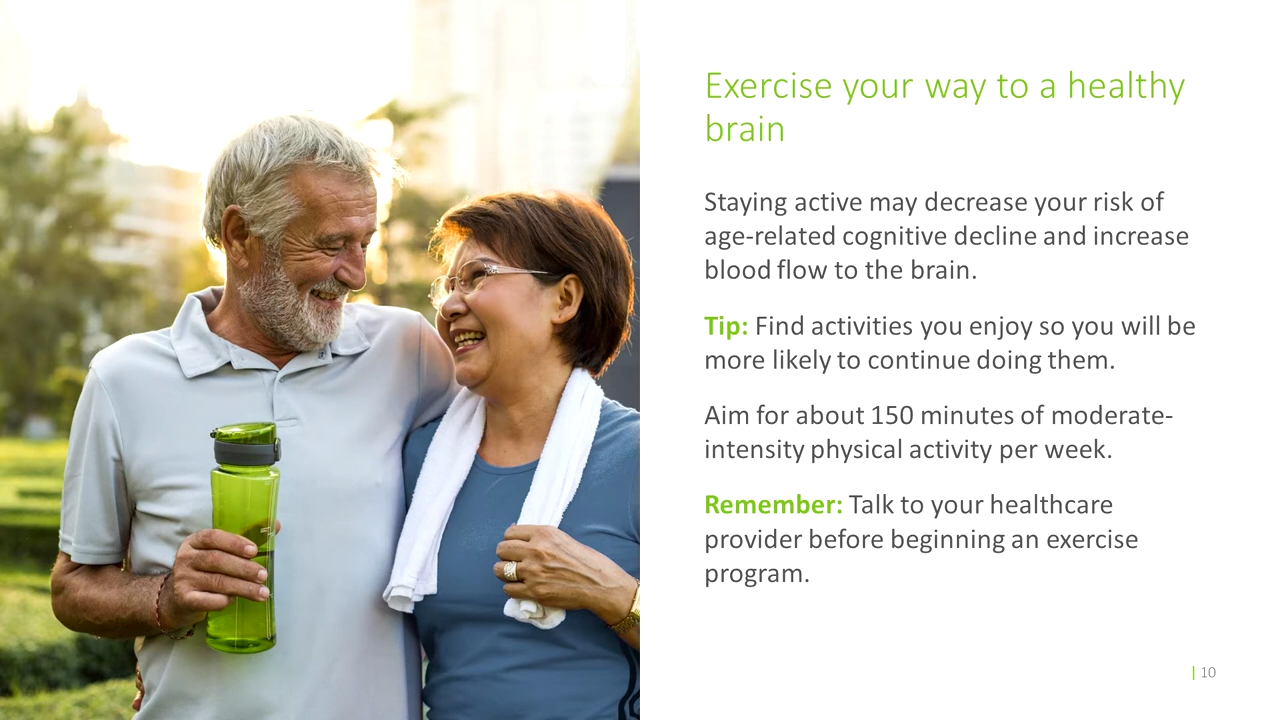 Exercise your way to a healthy
brain
Staying active may decrease your risk of
age-related cognitive decline and increase
blood flow to the brain.
Tip: Find activities you enjoy so you will be
more likely to continue doing them.
Aim for about 150 minutes of moderate-
intensity physical activity per week.
Remember: Talk to your healthcare
provider before beginning an exercise
program.
| 10